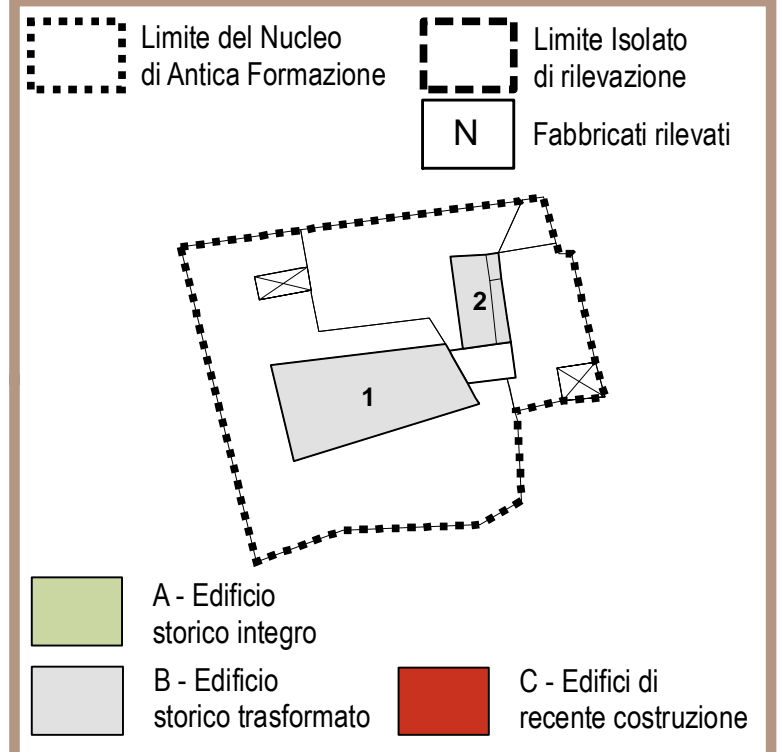 Limite del Nucleo
di Antica Formazione
Limite Isolato
di rilevazione
N
Fabbricati rilevati
2
1
A - Edificio
storico integro
B - Edificio
storico trasformato
C - Edifici di
recente costruzione